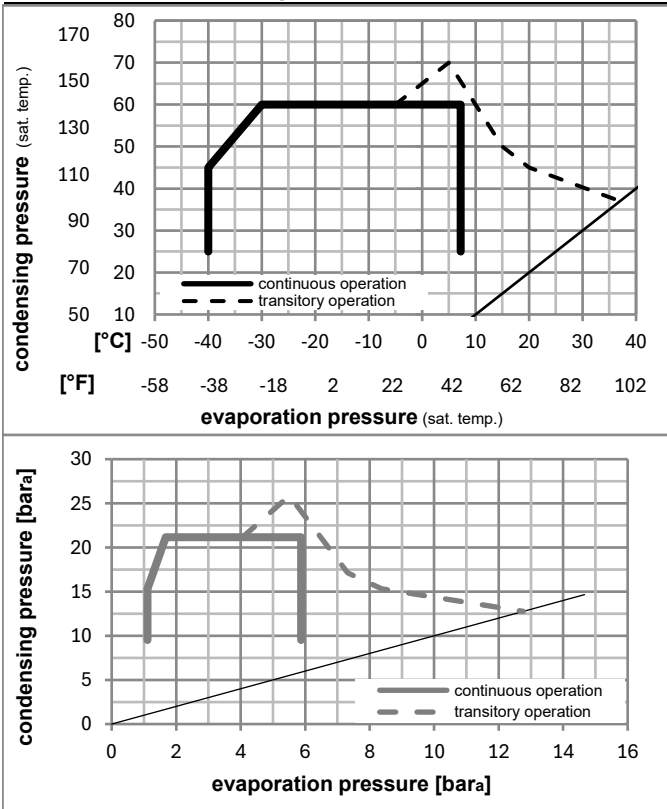 condensing pressure (sat. temp.)
170 150 130 110 90 70 50
80 70 60 50 40 30 20 10
continuous operation
transitory operation
[°C] -50 -40 -30 -20 -10 0 10 20 30 40
[°F] -58 -38 -18 2 22 42 62 82 102
evaporation pressure (sat. temp.)
condensing pressure [bara]
30 25 20 15 10 5 0
continuous operation
transitory operation
0 2 4 6 8 10 12 14 16
evaporation pressure [bara]